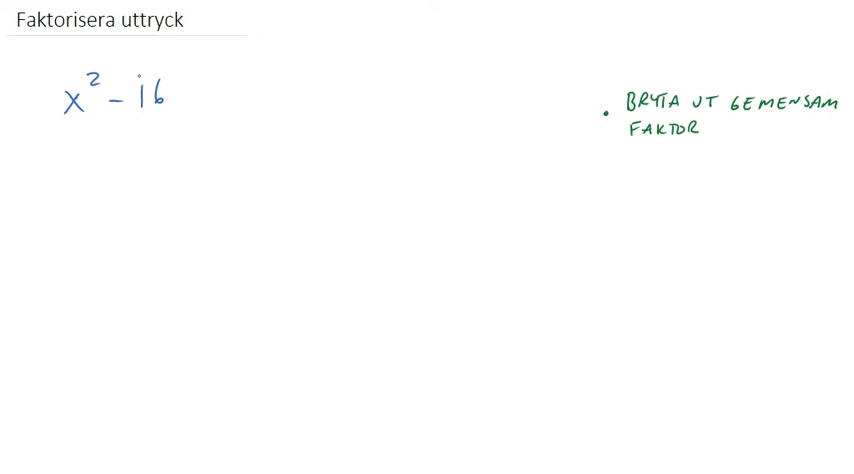 Faktorisera uttryck
x² - 16
• BRYTA UT GEMENSAM
FAKTOR